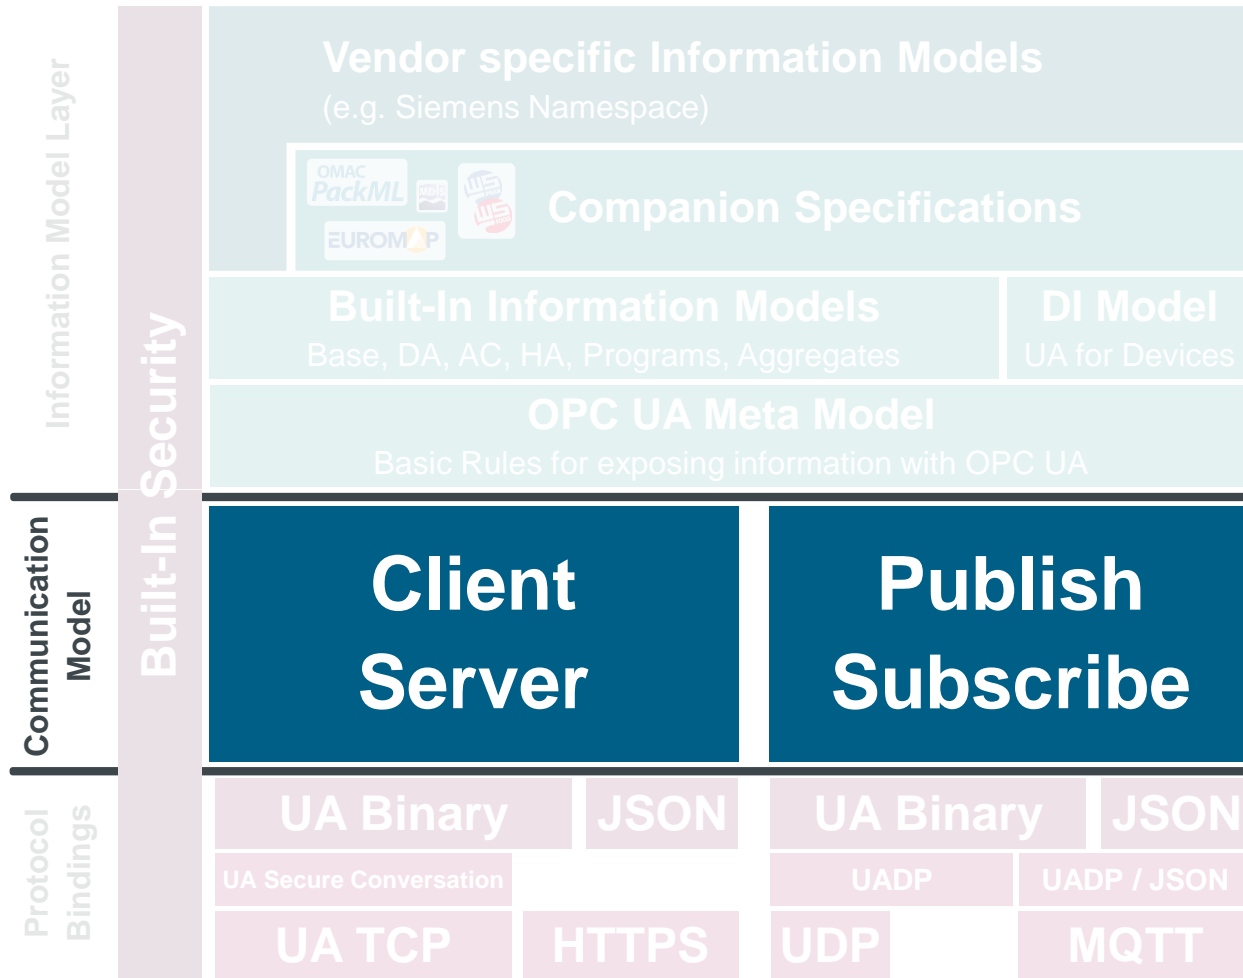 Information Model Layer
Built-In Security
Vendor specific Information Models
(e.g. Siemens Namespace)
OMAC
PackML
EUROMAP
Companion Specifications
Built-In Information Models
Base, DA, AC, HA, Programs, Aggregates
DI Model
UA for Devices
OPC UA Meta Model
Basic Rules for exposing information with OPC UA
Communication
Model
Client
Server
Publish
Subscribe
Protocol
Bindings
UA Binary
JSON
UA Binary
JSON
UA Secure Conversation
UADP
UADP / JSON
UA TCP
HTTPS
UDP
MQTT